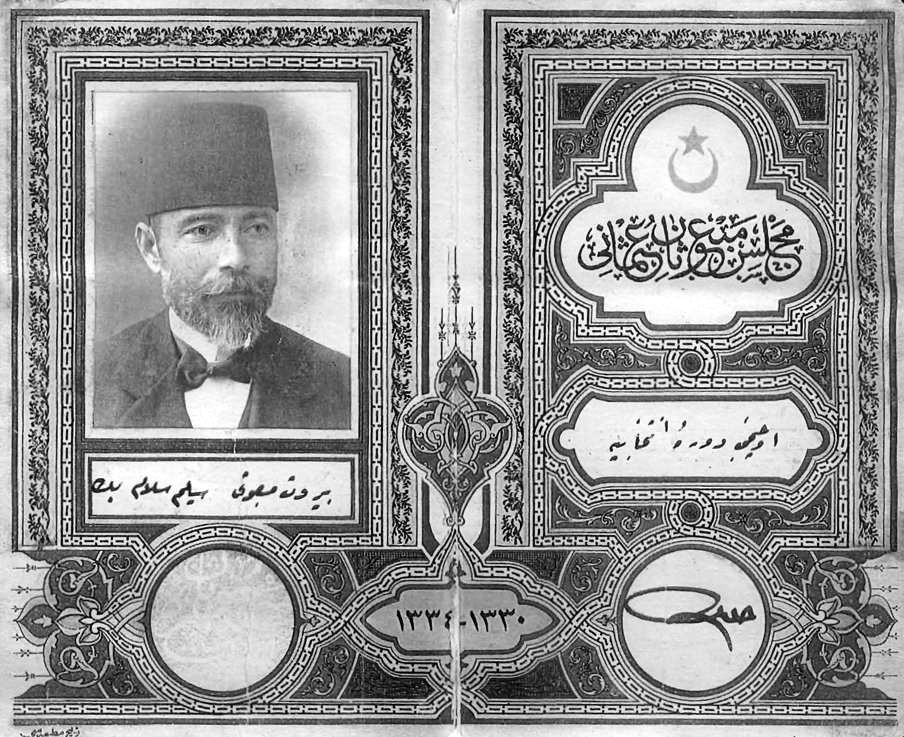 مجلس مبعوثان عثمانی
اوچنجی دورهٔ انتخابیه
بیروت مبعوثی سلیم سلام بك
١٣٣٠-١٣٣٤